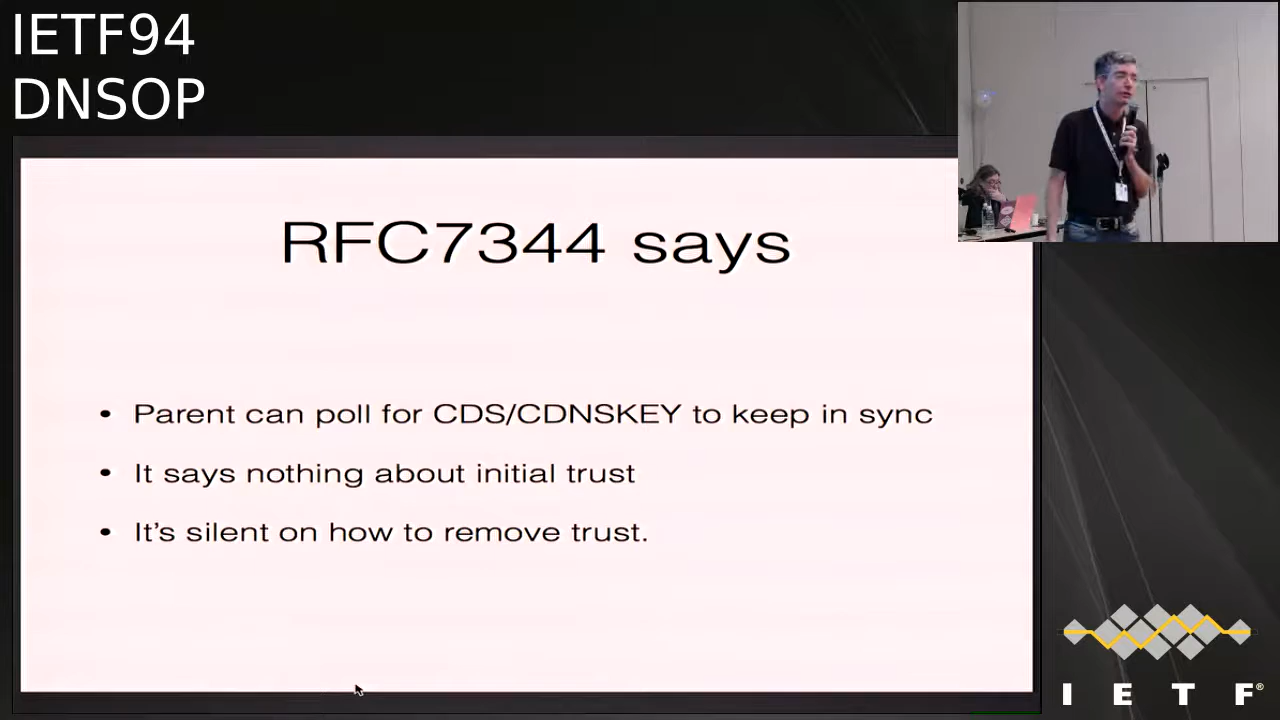 IETF94
DNSOP
RFC7344 says
• Parent can poll for CDS/CDNSKEY to keep in sync
• It says nothing about initial trust
• It’s silent on how to remove trust.
I E T F®